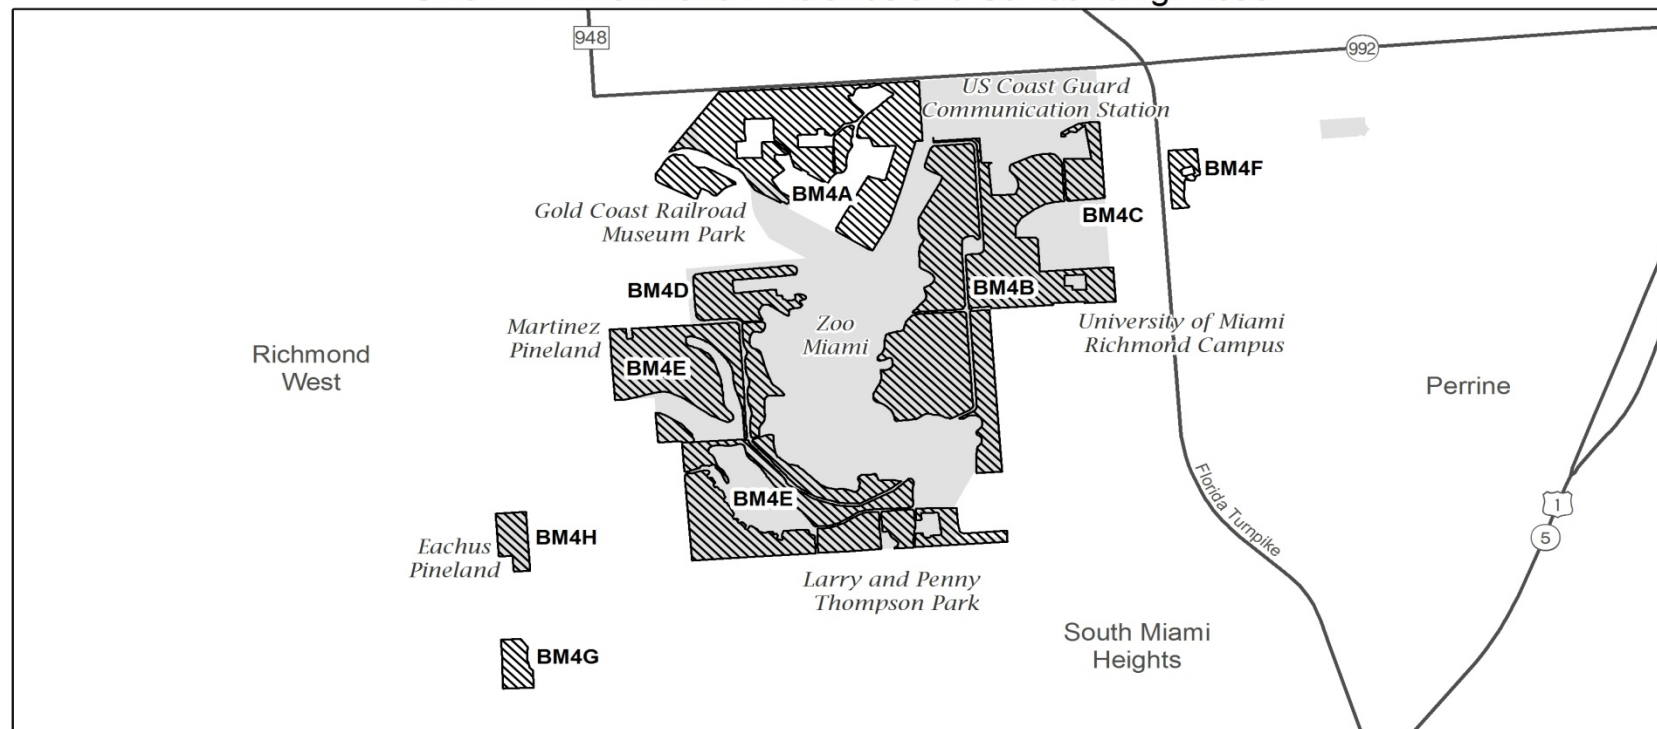 948
992
US Coast Guard
Communication Station
BM4F
BM4A
Gold Coast Railroad
Museum Park
BM4C
BM4D
BM4B
Martinez
Pineland
Zoo
Miami
University of Miami
Richmond Campus
Richmond
West
BM4E
Perrine
BM4E
Florida Turnpike
1
5
BM4H
Eachus
Pineland
Larry and Penny
Thompson Park
South Miami
Heights
BM4G